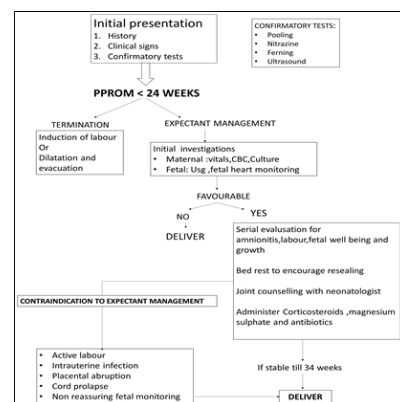 Initial presentation
1. History
2. Clinical signs
3. Confirmatory tests
CONFIRMATORY TESTS:
• Pooling
• Nitrazine
• Ferning
• Ultrasound
PPROM < 24 WEEKS
TERMINATION
EXPECTANT MANAGEMENT
Induction of labour
Or
Dilatation and
evacuation
Initial investigations
• Maternal :vitals,CBC,Culture
• Fetal: Usg ,fetal heart monitoring
FAVOURABLE
NO
YES
DELIVER
Serial evalusation for
amnionitis,labour,fetal well being and
growth
Bed rest to encourage resealing
Joint counselling with neonatologist
Administer Corticosteroids ,magnesium
sulphate and antibiotics
CONTRAINDICATION TO EXPECTANT MANAGEMENT
• Active labour
• Intrauterine infection
• Placental abruption
• Cord prolapse
• Non reassuring fetal monitoring
If stable till 34 weeks
DELIVER